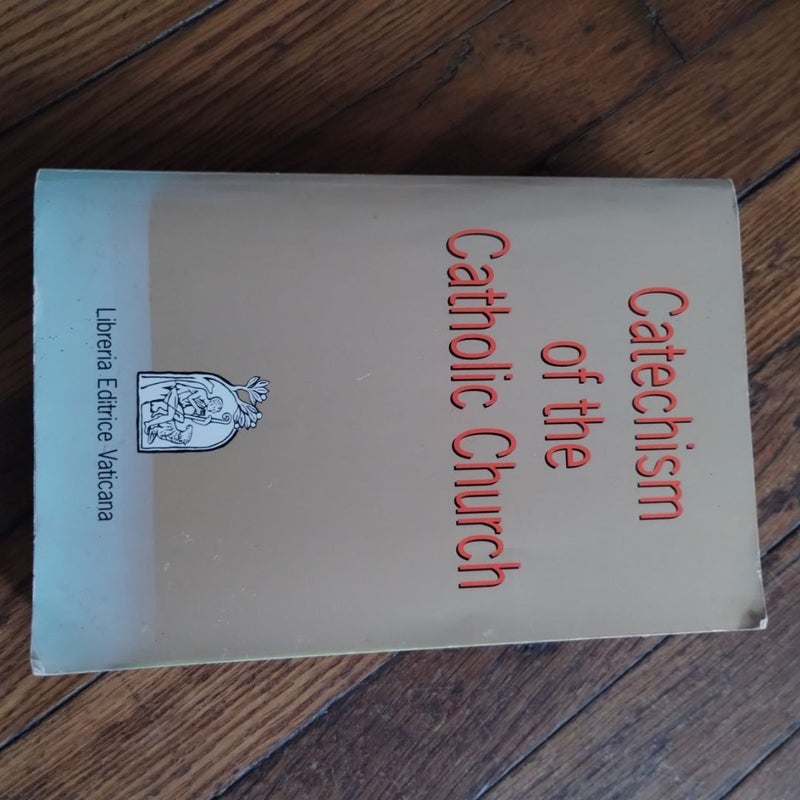 Catechism
of the
Catholic Church
Libreria Editrice Vaticana